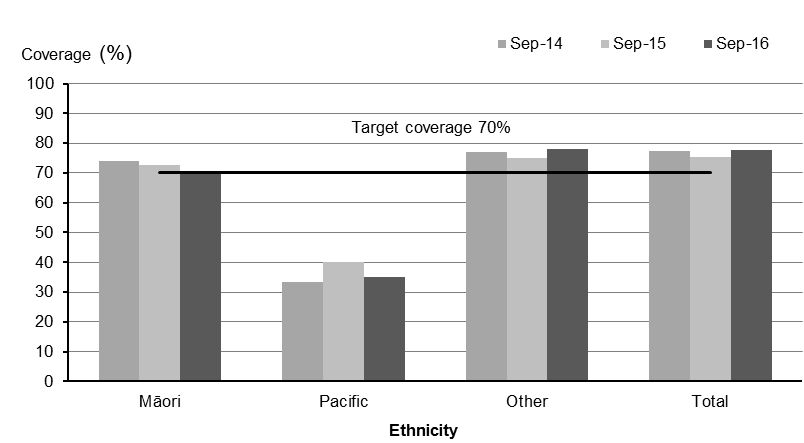 Sep-14 Sep-15 Sep-16
Coverage (%)
100
90
80
70
60
50
40
30
20
10
0
Target coverage 70%
Māori Pacific Other Total
Ethnicity